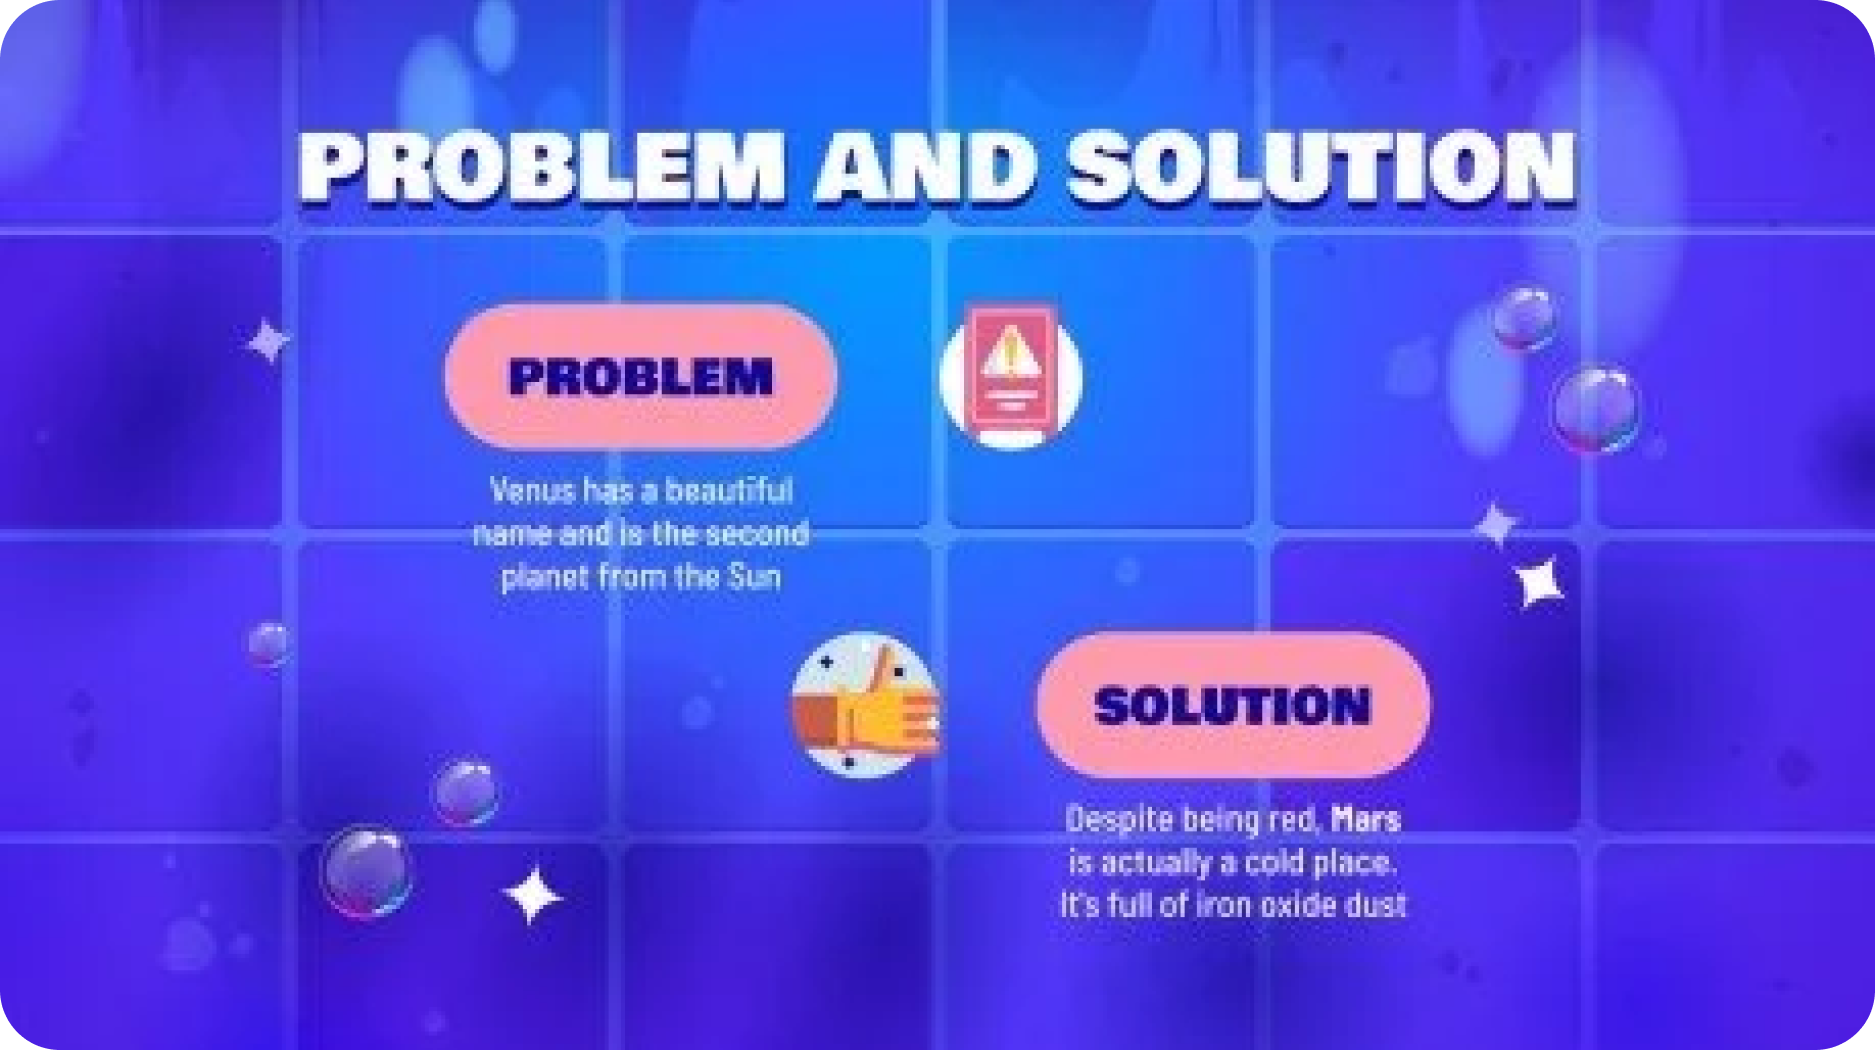 PROBLEM AND SOLUTION
PROBLEM
Venus has a beautiful
name and is the second
planet from the Sun
SOLUTION
Despite being red, Mars
is actually a cold place.
It's full of iron oxide dust